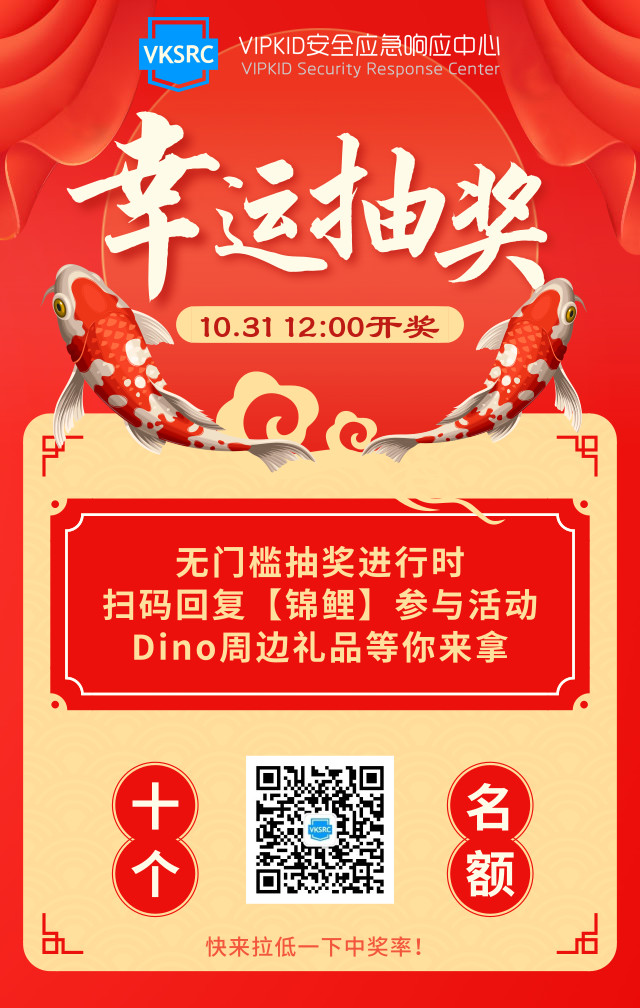 VKSRC
VIPKID安全应急响应中心
VIPKID Security Response Center
幸运抽奖
10.31 12:00开奖
无门槛抽奖进行时
扫码回复【锦鲤】参与活动
Dino周边礼品等你来拿
十个
VKSRC
名额
快来拉低一下中奖率！